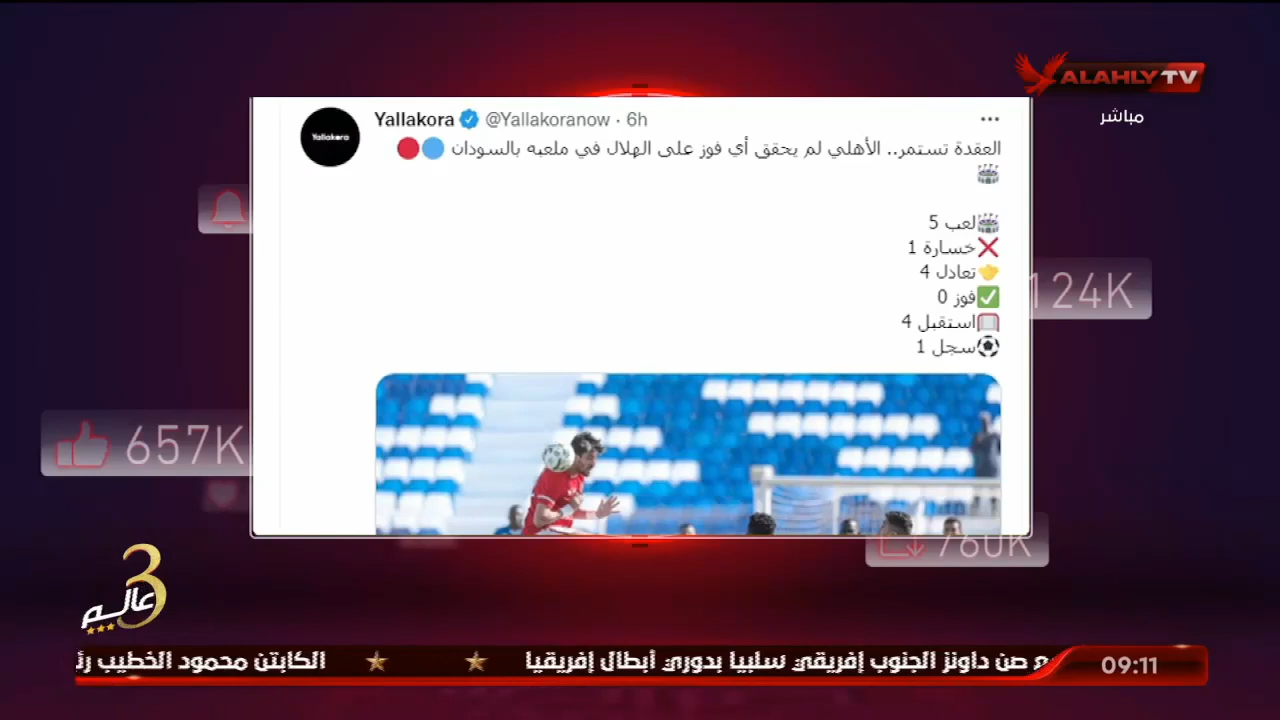 ALAHLY TV
مباشر
Yallakora
Yallakora @Yallakoranow · 6h
العقدة تستمر.. الأهلي لم يحقق أي فوز على الهلال في ملعبه بالسودان
لعب 5
خسارة 1
تعادل 4
فوز 0
استقبل 4
سجل 1
124K
657K
760K
3 عالم
صن داونز الجنوب إفريقي سلبيا بدوري أبطال إفريقيا
الكابتن محمود الخطيب
09:11